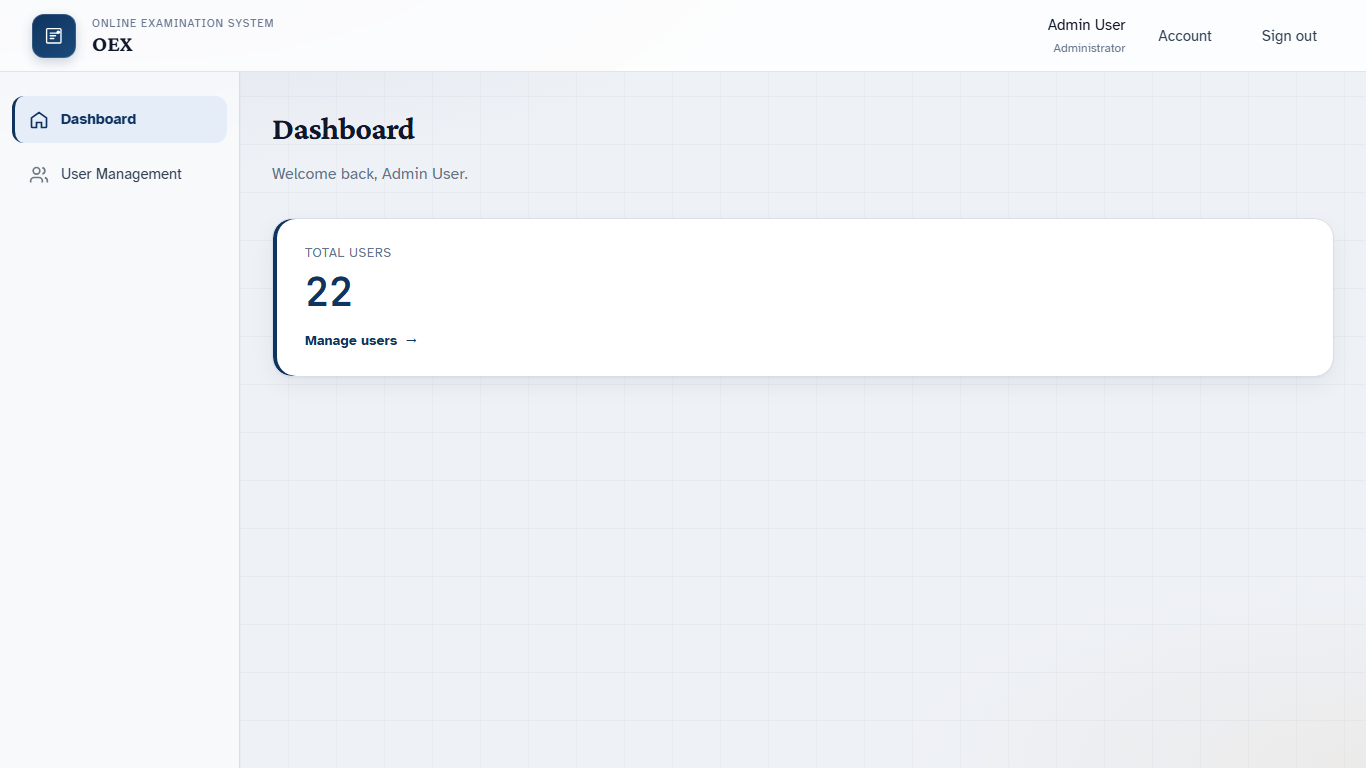 ONLINE EXAMINATION SYSTEM
OEX
Admin User
Administrator
Account
Sign out
Dashboard
User Management
Dashboard
Welcome back, Admin User.
TOTAL USERS
22
Manage users →